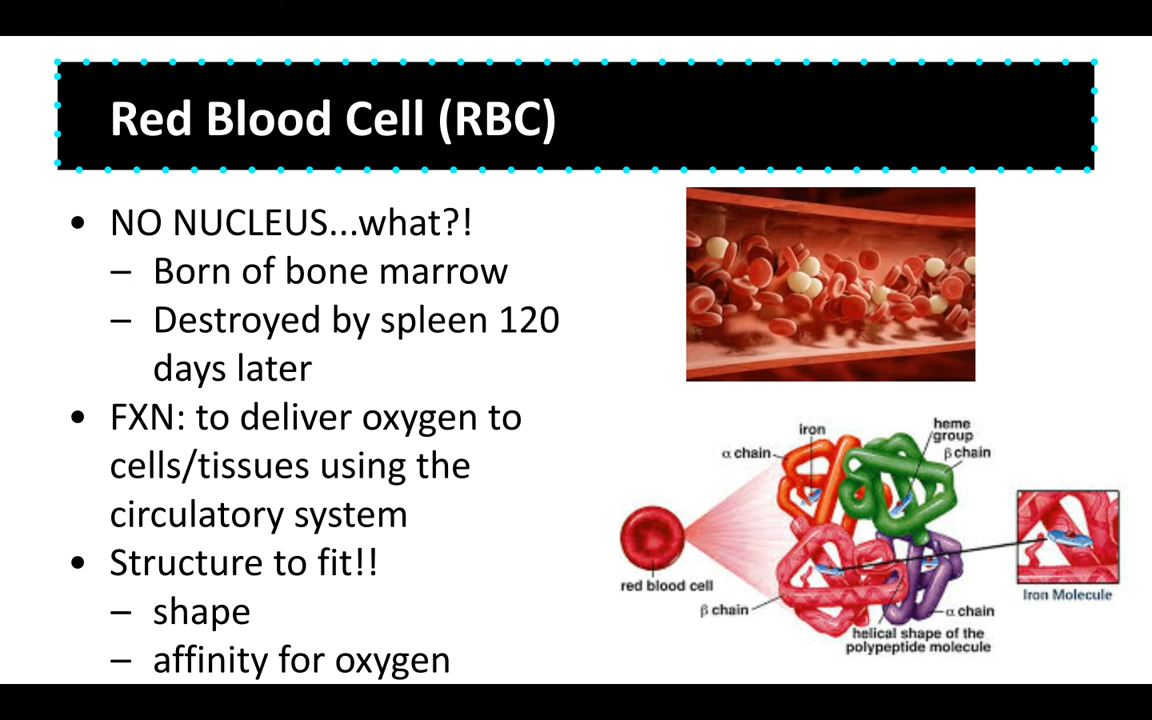 Red Blood Cell (RBC)
• NO NUCLEUS...what?!
– Born of bone marrow
– Destroyed by spleen 120
days later
• FXN: to deliver oxygen to
cells/tissues using the
circulatory system
• Structure to fit!!
– shape
– affinity for oxygen
iron
heme
group
α chain
β chain
red blood cell
Iron Molecule
β chain
α chain
helical shape of the
polypeptide molecule